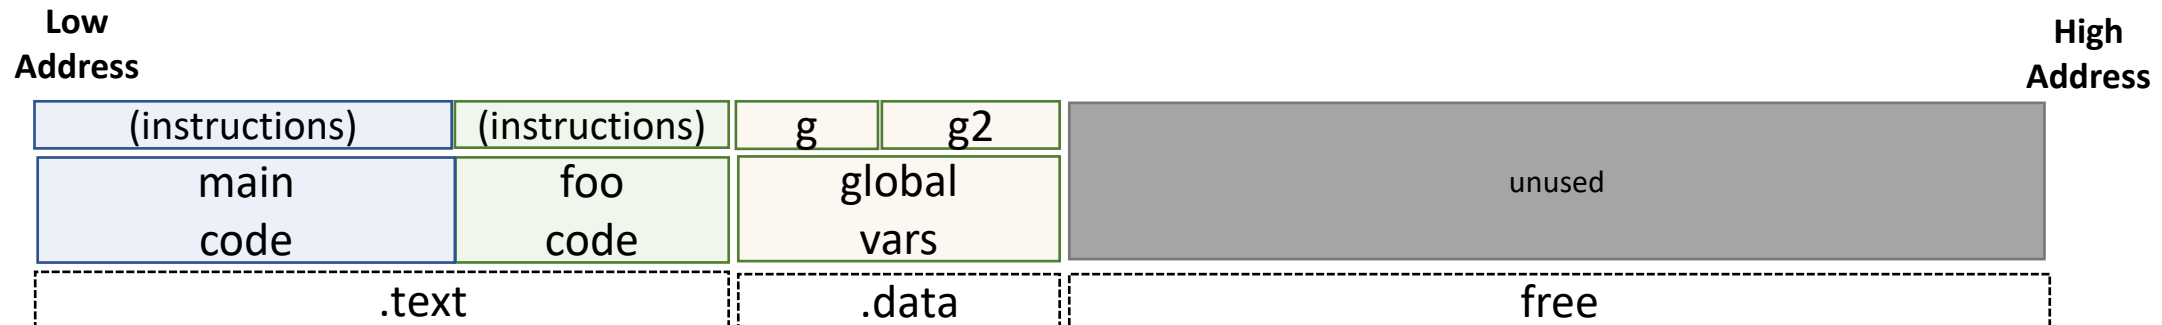 Low
Address
High
Address
(instructions)
(instructions)
g
g2
main
code
foo
code
global
vars
unused
.text
.data
free